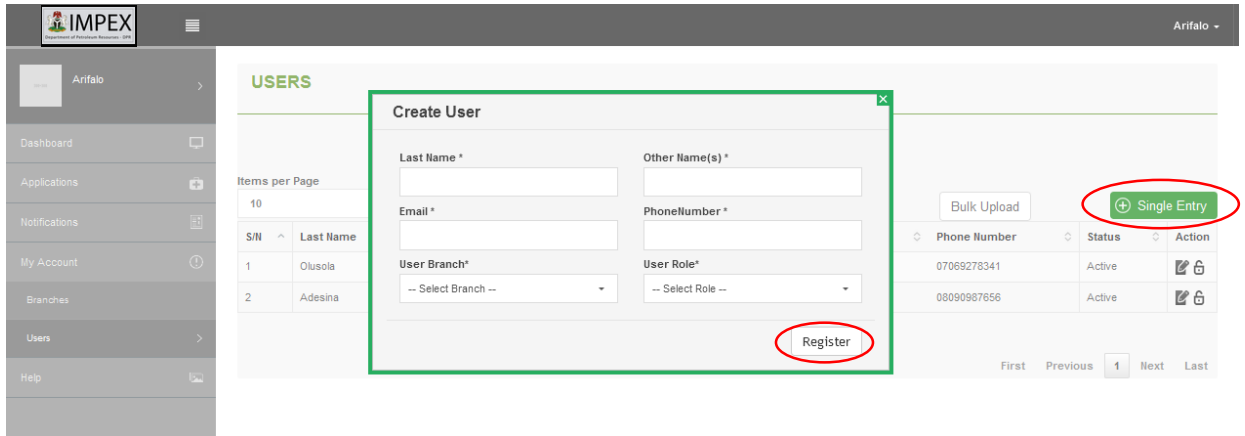 IMPEX
Department of Petroleum Resources - DPR
Arifalo
Arifalo
USERS
Dashboard
Applications
Notifications
My Account
Branches
Users
Help
Items per Page
10
Bulk Upload
Single Entry
S/N Last Name Phone Number Status Action
1 Olusola 07069278341 Active
2 Adesina 08090987656 Active
First Previous 1 Next Last
Create User
Last Name * Other Name(s) *
Email * PhoneNumber *
User Branch* User Role*
-- Select Branch -- -- Select Role --
Register